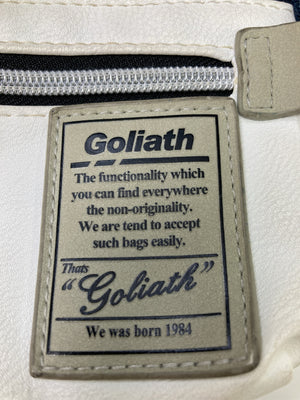 Goliath
The functionality which
you can find everywhere
the non-originality.
We are tend to accept
such bags easily.
Thats
"Goliath"
We was born 1984